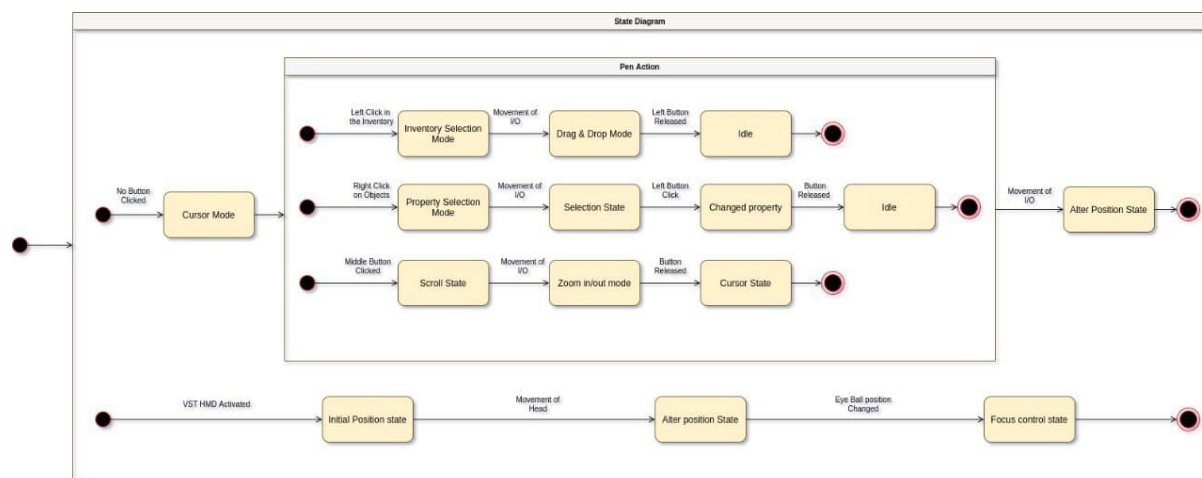 State Diagram
Pen Action
Left Click in
the Inventory
Inventory Selection
Mode
Movement of
I/O
Drag & Drop Mode
Left Button
Released
Idle
No Button
Clicked
Cursor Mode
Right Click
on Objects
Property Selection
Mode
Movement of
I/O
Selection State
Left Button
Click
Changed property
Button
Released
Idle
Movement of
I/O
Alter Position State
Middle Button
Clicked
Scroll State
Movement of
I/O
Zoom in/out mode
Button
Released
Cursor State
VST HMD Activated
Initial Position state
Movement of
Head
Alter position State
Eye Ball position
Changed
Focus control state